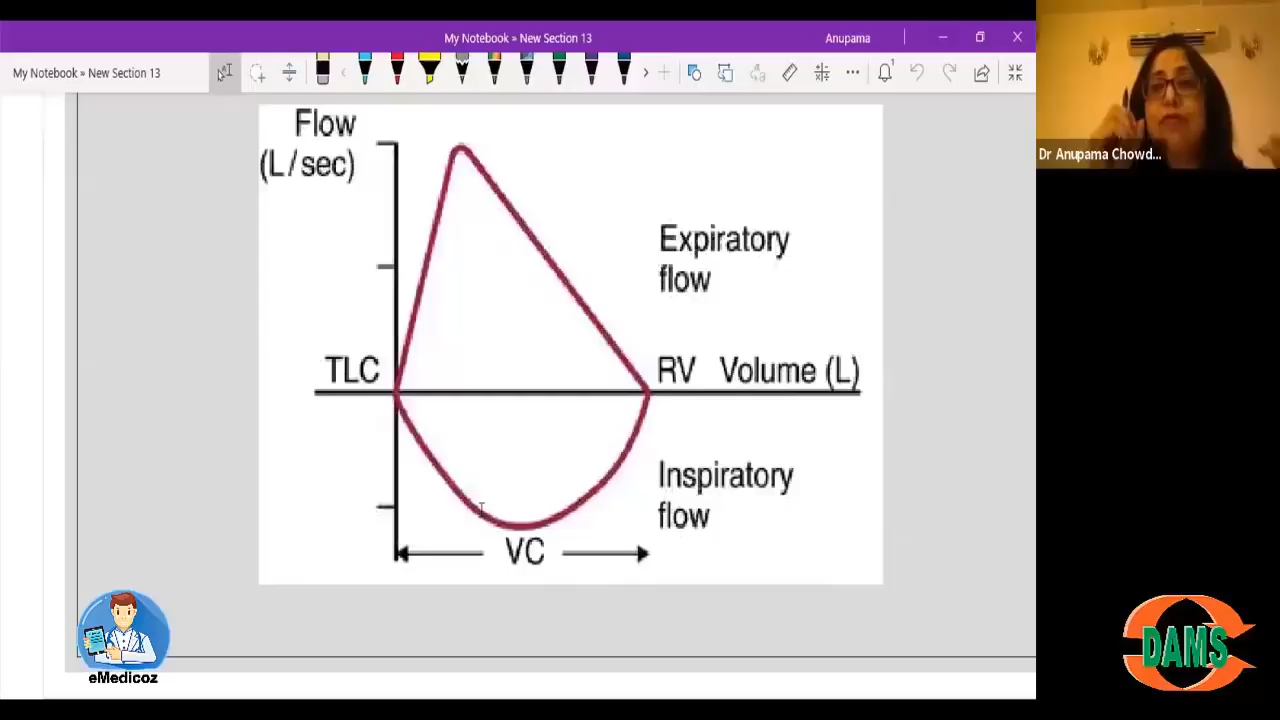 My Notebook » New Section 13
Anupama
My Notebook » New Section 13
1
Dr Anupama Chowd...
Flow
(L/sec)
Expiratory
flow
TLC
RV Volume (L)
Inspiratory
flow
VC
eMedicoz
DAMS